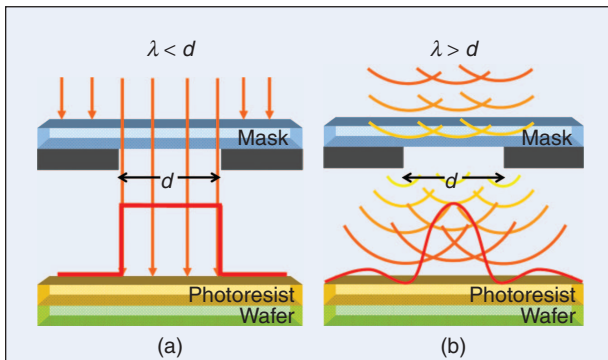 λ < d
λ > d
Mask
Mask
d
d
Photoresist
Wafer
Photoresist
Wafer
(a)
(b)